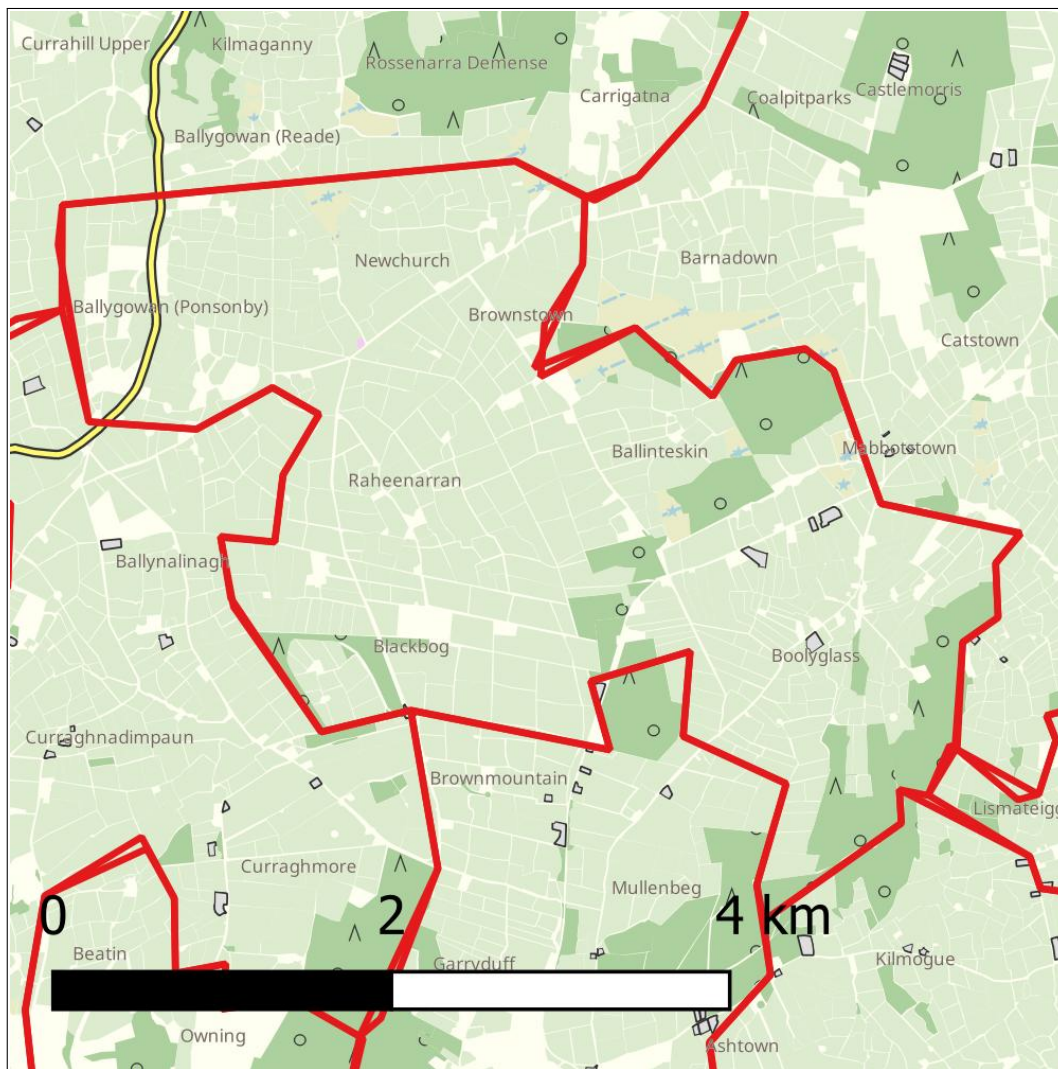 Currahill Upper
Kilmaganny
Rossenarra Demense
Carrigatna
Coalpitparks
Castlemorris
Ballygowan (Reade)
Newchurch
Barnadown
Ballygowan (Ponsonby)
Brownstown
Catstown
Raheenarran
Ballinteskin
Mabbotstown
Ballynalinagh
Blackbog
Boolyglass
Curraghnadimpaun
Brownmountain
Lismateigg
Curraghmore
Mullenbeg
0 2 4 km
Beatin
Garryduff
Kilmogue
Owning
Ashtown